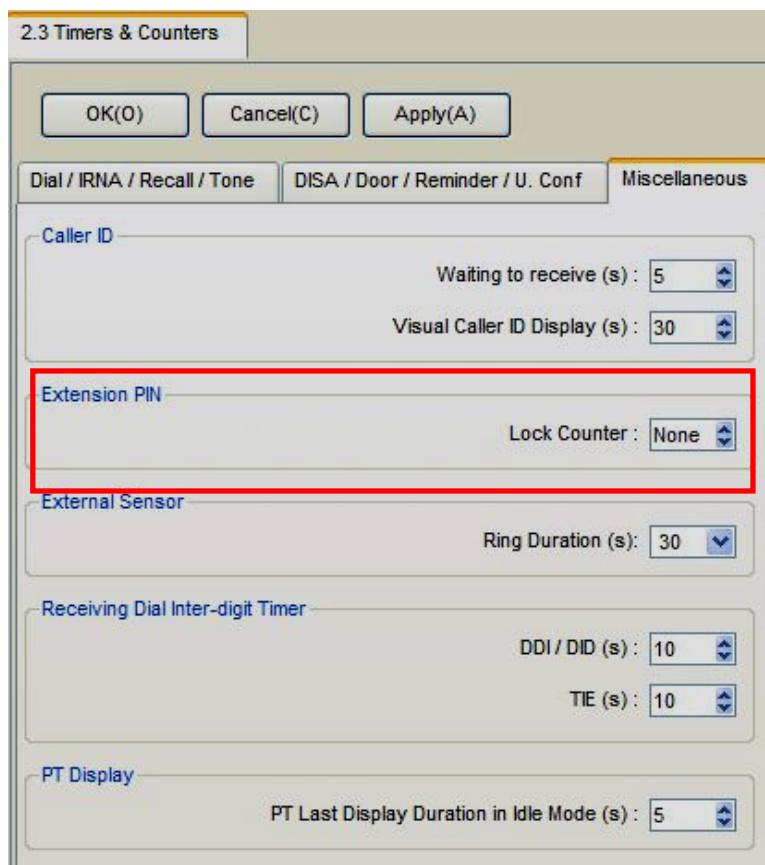 2.3 Timers & Counters
OK(O) Cancel(C) Apply(A)
Dial / IRNA / Recall / Tone DISA / Door / Reminder / U. Conf Miscellaneous
Caller ID
Waiting to receive (s) : 5
Visual Caller ID Display (s) : 30
Extension PIN
Lock Counter : None
External Sensor
Ring Duration (s): 30
Receiving Dial Inter-digit Timer
DDI / DID (s) : 10
TIE (s) : 10
PT Display
PT Last Display Duration in Idle Mode (s) : 5